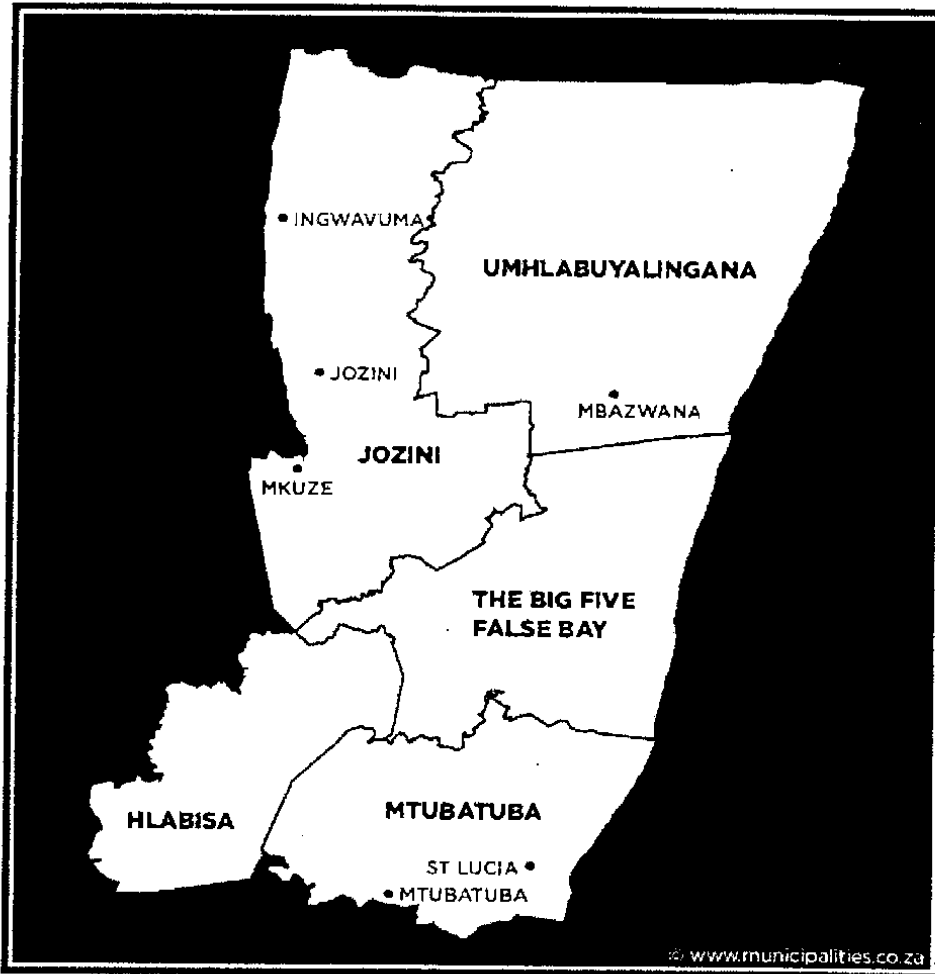 INGWAVUMA
UMHLABUYALINGANA
JOZINI
MBAZWANA
JOZINI
MKUZE
THE BIG FIVE
FALSE BAY
HLABISA
MTUBATUBA
ST LUCIA
MTUBATUBA
© www.municipalities.co.za